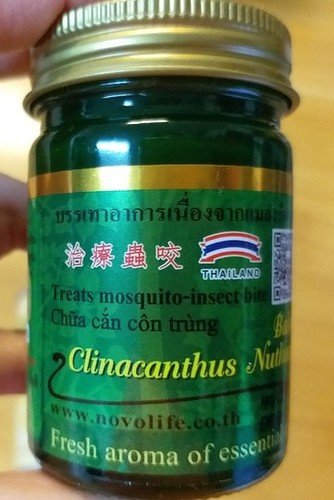 บรรเทาอาการเนื่องจากแมลง
治療蟲咬
THAILAND
Treats mosquito-insect bite
Chữa cắn côn trùng
Clinacanthus
www.novolife.co.th
Fresh aroma of essential